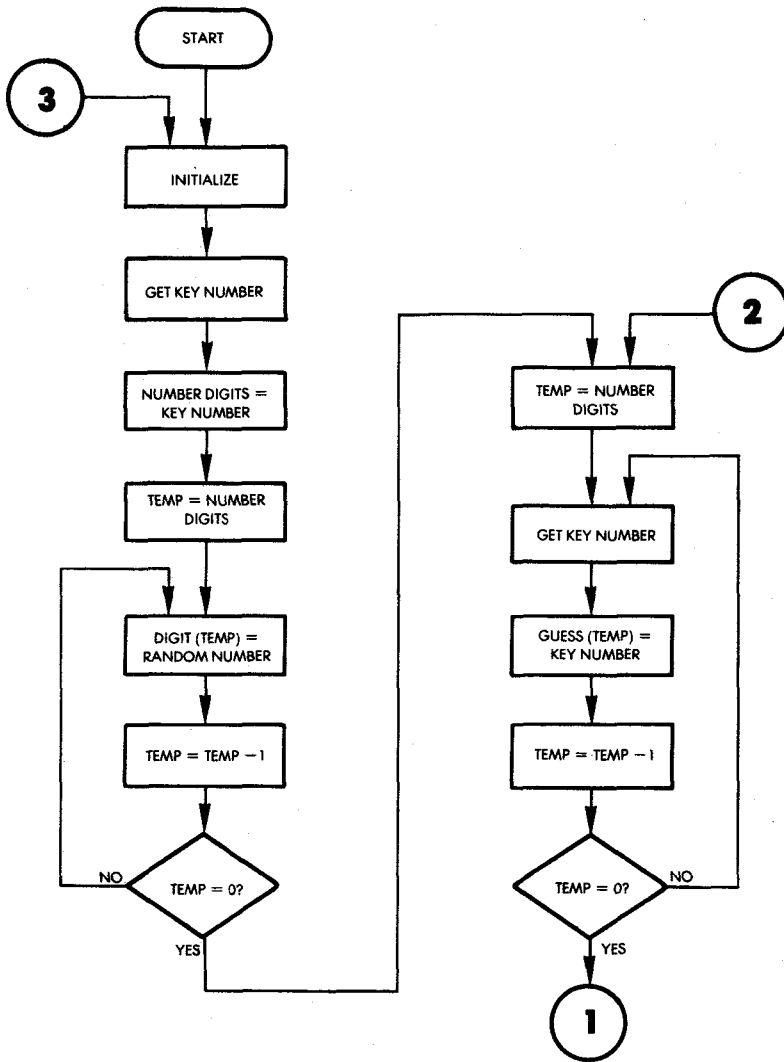 START
3
INITIALIZE
GET KEY NUMBER
NUMBER DIGITS =
KEY NUMBER
TEMP = NUMBER
DIGITS
DIGIT (TEMP) =
RANDOM NUMBER
TEMP = TEMP - 1
NO
TEMP = 0?
YES
2
TEMP = NUMBER
DIGITS
GET KEY NUMBER
GUESS (TEMP) =
KEY NUMBER
TEMP = TEMP - 1
TEMP = 0?
NO
YES
1